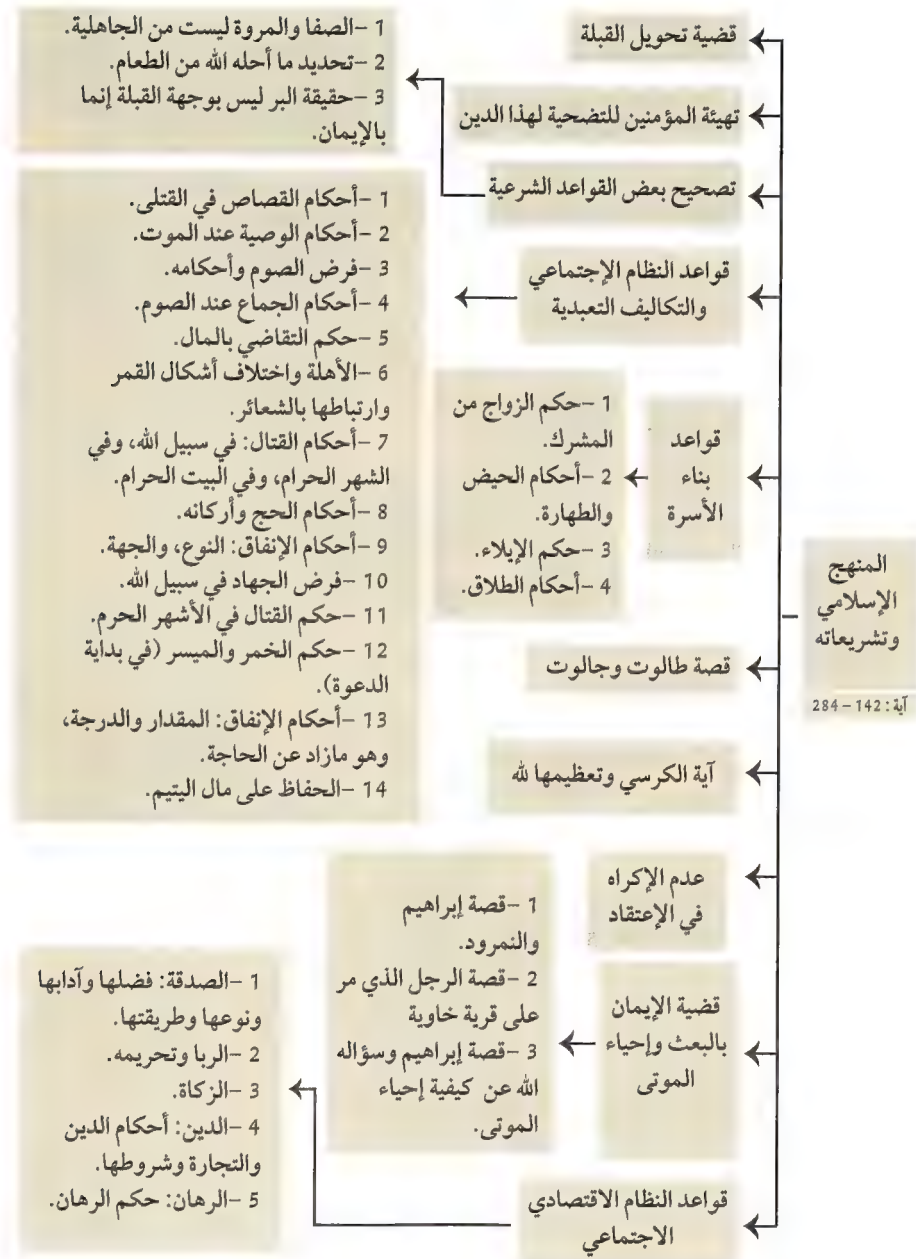 المنهج
الإسلامي
وتشريعاته
آية: 142 – 284
قضية تحويل القبلة
تهيئة المؤمنين للتضحية لهذا الدين
تصحيح بعض القواعد الشرعية
1 –الصفا والمروة ليست من الجاهلية.
2 –تحديد ما أحله الله من الطعام.
3 –حقيقة البر ليس بوجهة القبلة إنما
بالإيمان.
قواعد النظام الإجتماعي
والتكاليف التعبدية
1 –أحكام القصاص في القتلى.
2 –أحكام الوصية عند الموت.
3 –فرض الصوم وأحكامه.
4 –أحكام الجماع عند الصوم.
5 –حكم التقاضي بالمال.
6 –الأهلة واختلاف أشكال القمر
وارتباطها بالشعائر.
7 –أحكام القتال: في سبيل الله، وفي
الشهر الحرام، وفي البيت الحرام.
8 –أحكام الحج وأركانه.
9 –أحكام الإنفاق: النوع، والجهة.
10 –فرض الجهاد في سبيل الله.
11 –حكم القتال في الأشهر الحرم.
12 –حكم الخمر والميسر (في بداية
الدعوة).
13 –أحكام الإنفاق: المقدار والدرجة،
وهو مازاد عن الحاجة.
14 –الحفاظ على مال اليتيم.
قواعد
بناء
الأسرة
1 –حكم الزواج من
المشرك.
2 –أحكام الحيض
والطهارة.
3 –حكم الإيلاء.
4 –أحكام الطلاق.
قصة طالوت وجالوت
آية الكرسي وتعظيمها لله
عدم الإكراه
في الإعتقاد
قضية الإيمان
بالبعث وإحياء
الموتى
1 –قصة إبراهيم
والنمرود.
2 –قصة الرجل الذي مر
على قرية خاوية
3 –قصة إبراهيم وسؤاله
الله عن كيفية إحياء
الموتى.
قواعد النظام الاقتصادي
الاجتماعي
1 –الصدقة: فضلها وآدابها
ونوعها وطريقتها.
2 –الربا وتحريمه.
3 –الزكاة.
4 –الدين: أحكام الدين
والتجارة وشروطها.
5 –الرهان: حكم الرهان.